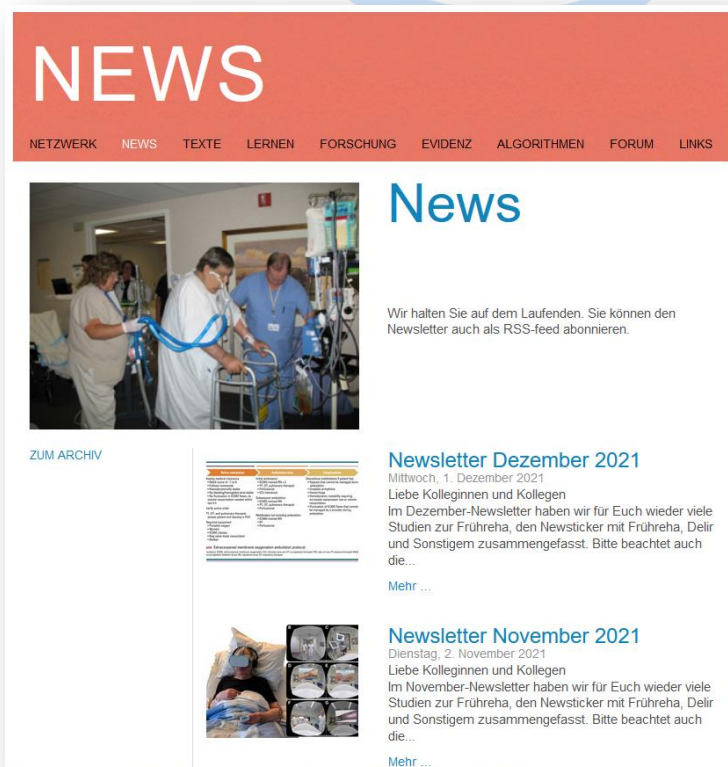 NEWS
NETZWERK NEWS TEXTE LERNEN FORSCHUNG EVIDENZ ALGORITHMEN FORUM LINKS
News
Wir halten Sie auf dem Laufenden. Sie können den
Newsletter auch als RSS-feed abonnieren.
ZUM ARCHIV
Newsletter Dezember 2021
Mittwoch, 1. Dezember 2021
Liebe Kolleginnen und Kollegen
Im Dezember-Newsletter haben wir für Euch wieder viele
Studien zur Frühreha, den Newsticker mit Frühreha, Delir
und Sonstigem zusammengefasst. Bitte beachtet auch
die...
Mehr ...
Newsletter November 2021
Dienstag, 2. November 2021
Liebe Kolleginnen und Kollegen
Im November-Newsletter haben wir für Euch wieder viele
Studien zur Frühreha, den Newsticker mit Frühreha, Delir
und Sonstigem zusammengefasst. Bitte beachtet auch
die...
Mehr ...